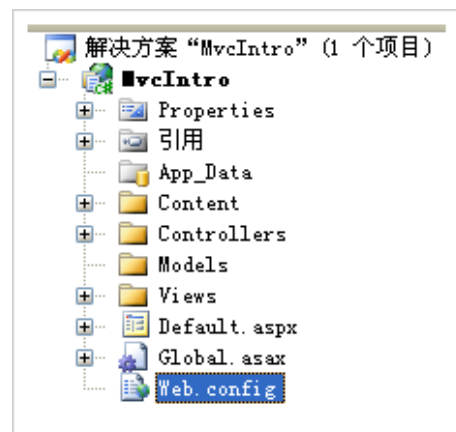 解决方案 “MvcIntro” (1 个项目)
MvcIntro
Properties
引用
App_Data
Content
Controllers
Models
Views
Default.aspx
Global.asax
Web.config